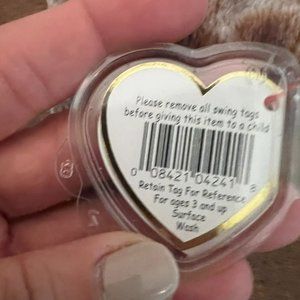 Please remove all swing tags
before giving this item to a child
0 08421 04241 8
Retain Tag For Reference
For ages 3 and up
Surface
Wash